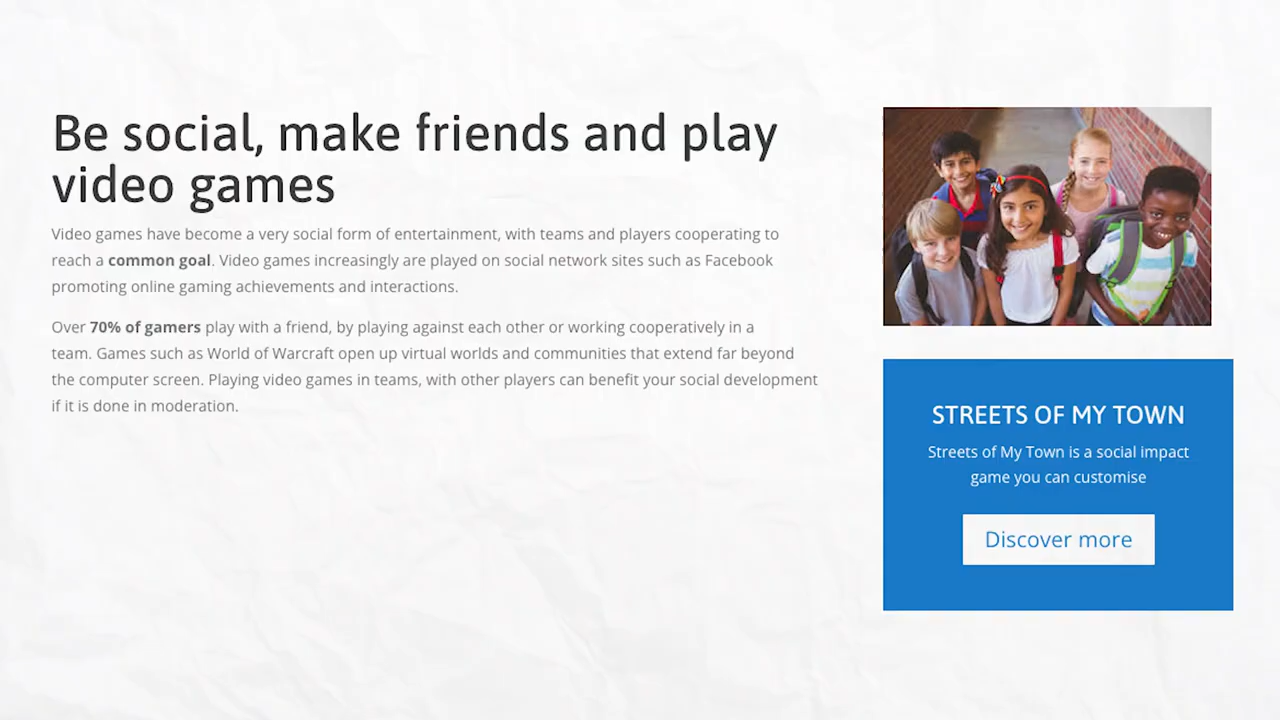 Be social, make friends and play
video games
Video games have become a very social form of entertainment, with teams and players cooperating to
reach a common goal. Video games increasingly are played on social network sites such as Facebook
promoting online gaming achievements and interactions.
Over 70% of gamers play with a friend, by playing against each other or working cooperatively in a
team. Games such as World of Warcraft open up virtual worlds and communities that extend far beyond
the computer screen. Playing video games in teams, with other players can benefit your social development
if it is done in moderation.
STREETS OF MY TOWN
Streets of My Town is a social impact
game you can customise
Discover more